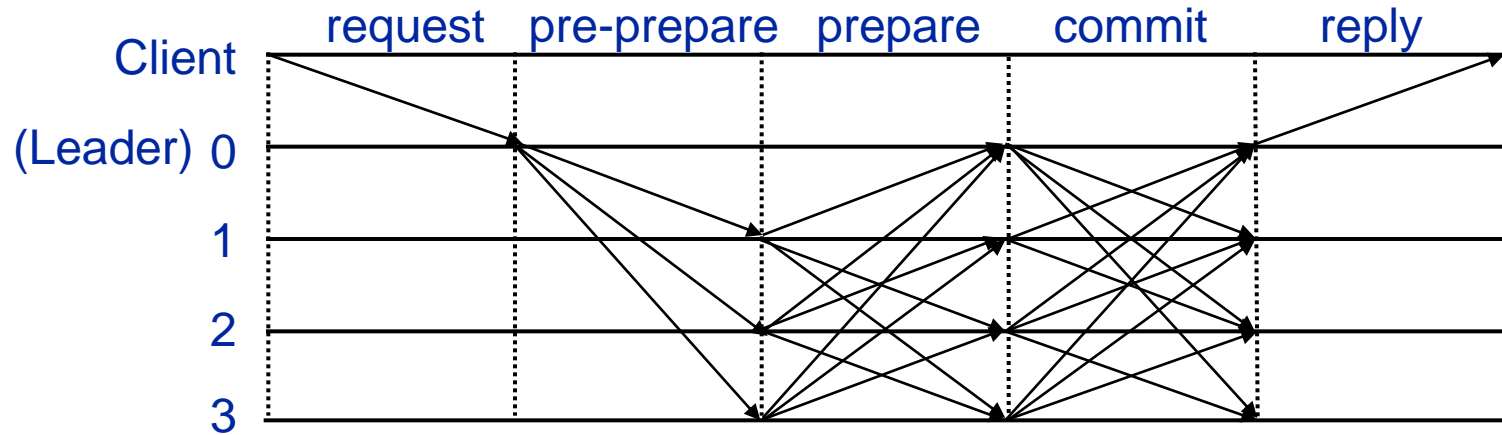 request pre-prepare prepare commit reply
Client
(Leader) 0
1
2
3